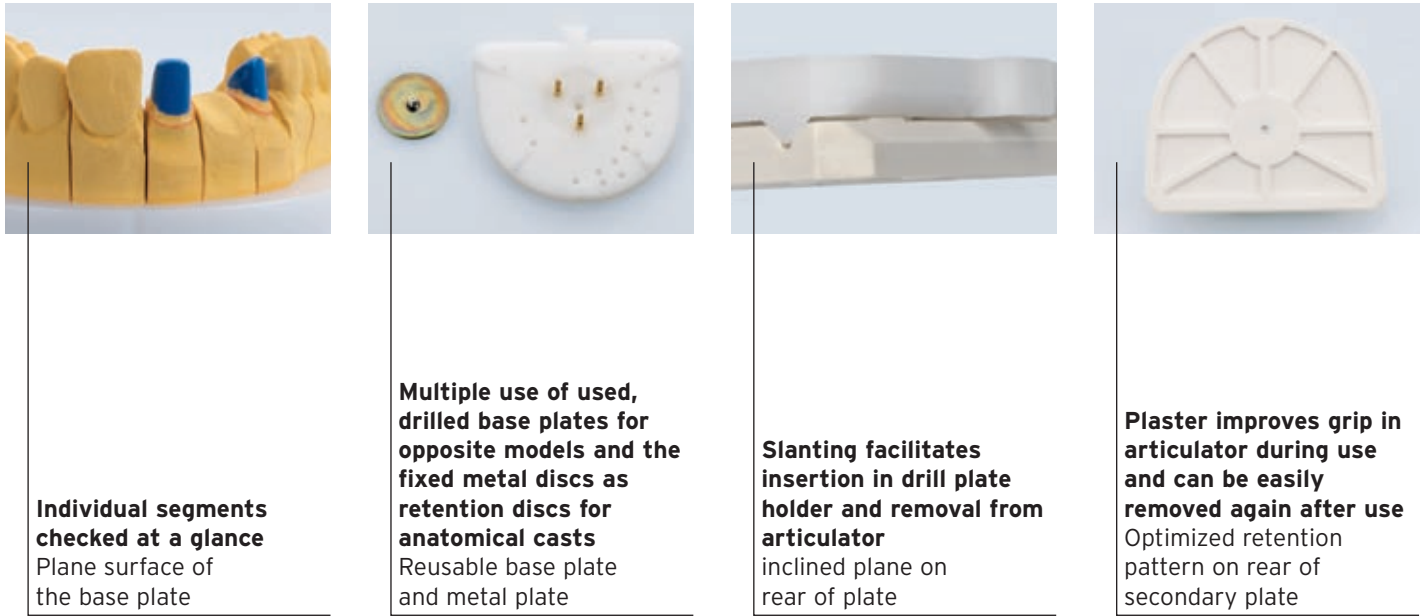 Individual segments
checked at a glance
Plane surface of
the base plate
Multiple use of used,
drilled base plates for
opposite models and the
fixed metal discs as
retention discs for
anatomical casts
Reusable base plate
and metal plate
Slanting facilitates
insertion in drill plate
holder and removal from
articulator
inclined plane on
rear of plate
Plaster improves grip in
articulator during use
and can be easily
removed again after use
Optimized retention
pattern on rear of
secondary plate